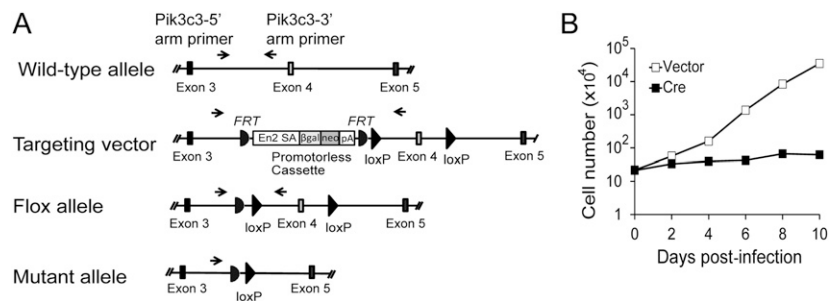 A
Pik3c3-5’ arm primer
Pik3c3-3’ arm primer
Wild-type allele
Exon 3
Exon 4
Exon 5
Targeting vector
FRT
FRT
En2 SA
βgal
neo
pA
Exon 3
Promotorless Cassette
loxP
Exon 4
loxP
Exon 5
Flox allele
Exon 3
loxP
Exon 4
loxP
Exon 5
Mutant allele
Exon 3
loxP
Exon 5
B
Cell number (x10⁴)
10⁵
10⁴
10³
10²
10
1
Vector
Cre
0 2 4 6 8 10
Days post-infection